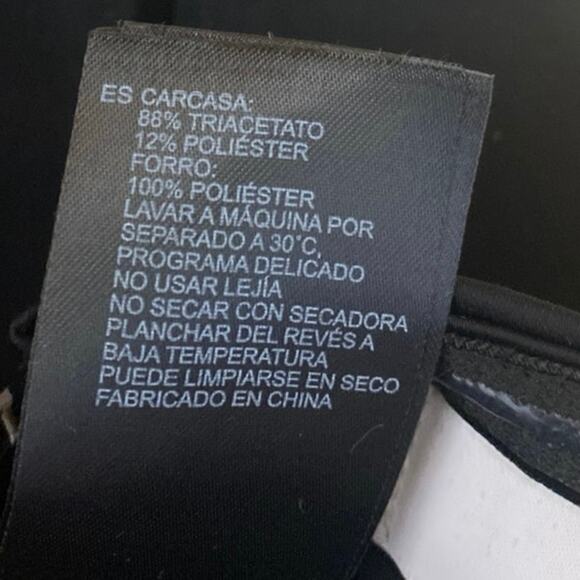 ES CARCASA:
88% TRIACETATO
12% POLIÉSTER
FORRO:
100% POLIÉSTER
LAVAR A MÁQUINA POR
SEPARADO A 30°C,
PROGRAMA DELICADO
NO USAR LEJÍA
NO SECAR CON SECADORA
PLANCHAR DEL REVÉS A
BAJA TEMPERATURA
PUEDE LIMPIARSE EN SECO
FABRICADO EN CHINA